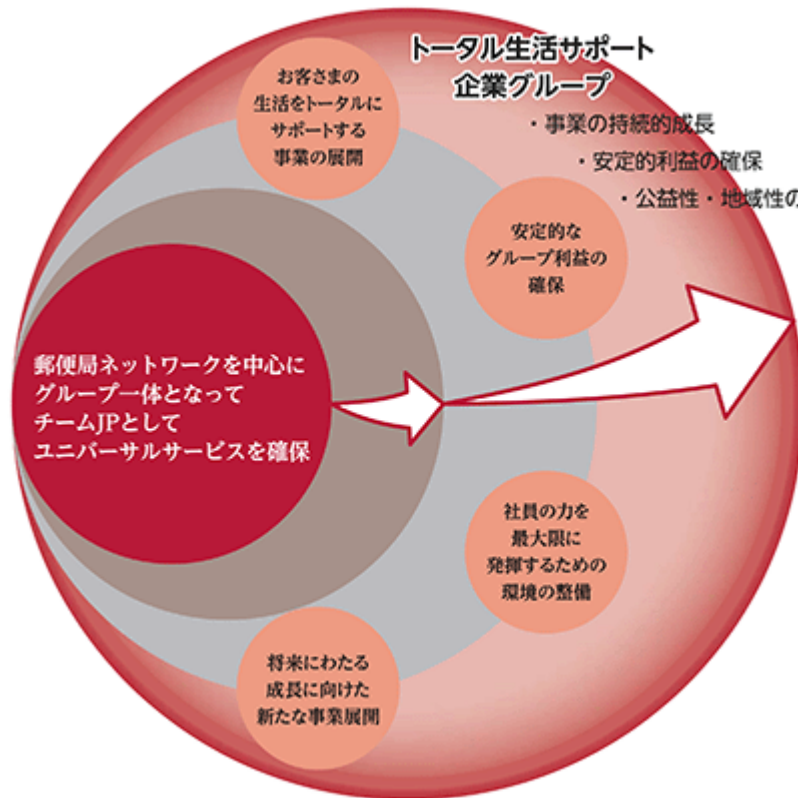 トータル生活サポート
企業グループ
・事業の持続的成長
・安定的利益の確保
・公益性・地域性の
お客さまの
生活をトータルに
サポートする
事業の展開
安定的な
グループ利益の
確保
郵便局ネットワークを中心に
グループ一体となって
チームJPとして
ユニバーサルサービスを確保
社員の力を
最大限に
発揮するための
環境の整備
将来にわたる
成長に向けた
新たな事業展開